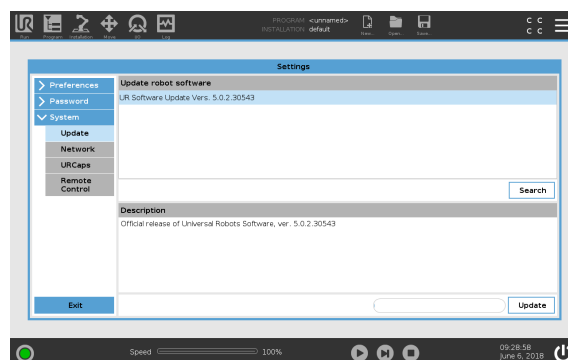 UR
PROGRAM <unnamed>
INSTALLATION default
Run Program Installation Move I/O Log New... Open... Save...
C C
C C
Settings
Preferences
Password
System
Update
Network
URCaps
Remote
Control
Exit
Update robot software
UR Software Update Vers. 5.0.2.30543
Search
Description
Official release of Universal Robots Software, ver. 5.0.2.30543
Update
Speed 100%
09:28:58
June 6, 2018